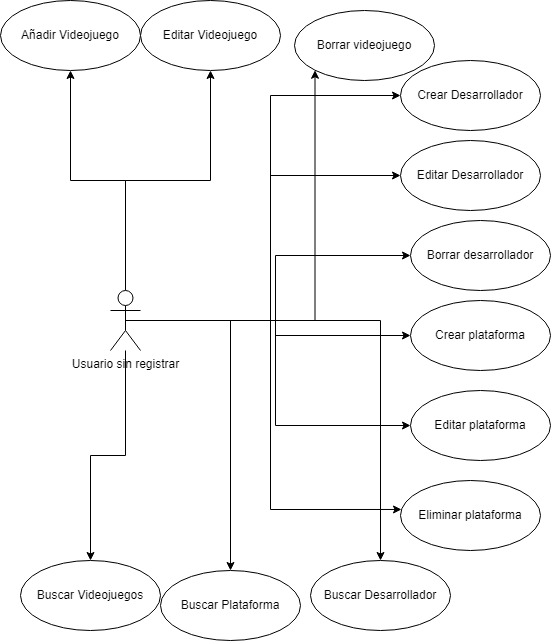 Añadir Videojuego
Editar Videojuego
Borrar videojuego
Crear Desarrollador
Editar Desarrollador
Borrar desarrollador
Crear plataforma
Usuario sin registrar
Editar plataforma
Eliminar plataforma
Buscar Videojuegos
Buscar Plataforma
Buscar Desarrollador